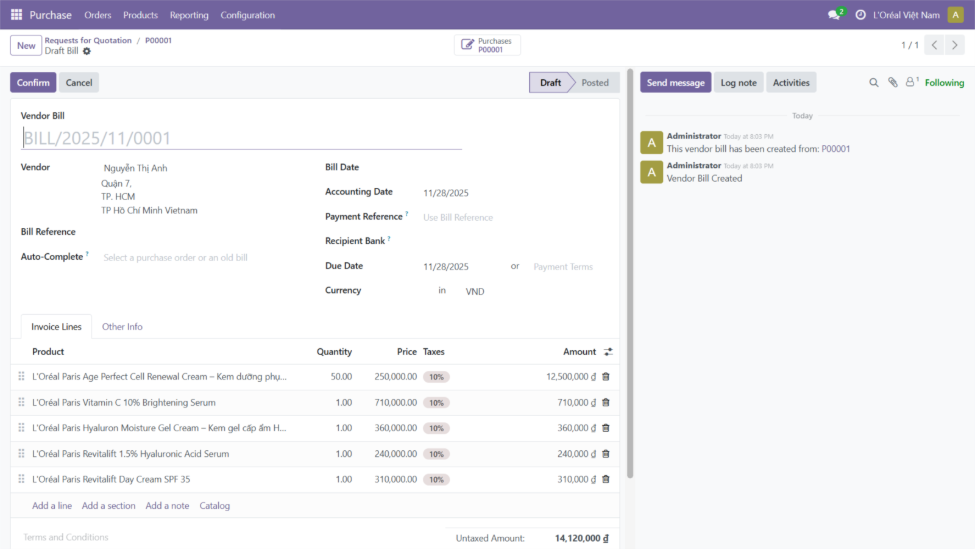 Purchase Orders Products Reporting Configuration 2 L'Oréal Việt Nam A
New Requests for Quotation / P00001 Purchases 1 / 1
Draft Bill P00001
Confirm Cancel Draft Posted Send message Log note Activities 1 Following
Vendor Bill
BILL/2025/11/0001
Vendor Nguyễn Thị Anh
Quận 7,
TP. HCM
TP Hồ Chí Minh Vietnam
Bill Reference
Auto-Complete ? Select a purchase order or an old bill
Bill Date
Accounting Date 11/28/2025
Payment Reference ? Use Bill Reference
Recipient Bank ?
Due Date 11/28/2025 or Payment Terms
Currency in VND
Invoice Lines Other Info
Product Quantity Price Taxes Amount
L'Oréal Paris Age Perfect Cell Renewal Cream – Kem dưỡng phụ... 50.00 250,000.00 10% 12,500,000 ₫
L'Oréal Paris Vitamin C 10% Brightening Serum 1.00 710,000.00 10% 710,000 ₫
L'Oréal Paris Hyaluron Moisture Gel Cream – Kem gel cấp ẩm H... 1.00 360,000.00 10% 360,000 ₫
L'Oréal Paris Revitalift 1.5% Hyaluronic Acid Serum 1.00 240,000.00 10% 240,000 ₫
L'Oréal Paris Revitalift Day Cream SPF 35 1.00 310,000.00 10% 310,000 ₫
Add a line Add a section Add a note Catalog
Terms and Conditions Untaxed Amount: 14,120,000 ₫
Today
A Administrator Today at 8:03 PM
This vendor bill has been created from: P00001
A Administrator Today at 8:03 PM
Vendor Bill Created